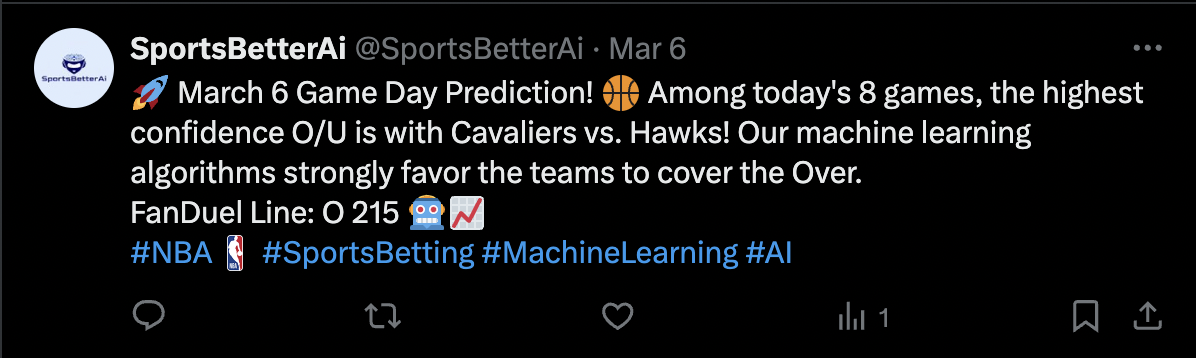 SportsBetterAi @SportsBetterAi · Mar 6
SportsBetterAi
🚀 March 6 Game Day Prediction! 🏀 Among today's 8 games, the highest
confidence O/U is with Cavaliers vs. Hawks! Our machine learning
algorithms strongly favor the teams to cover the Over.
FanDuel Line: O 215 🤖📈
#NBA NBA #SportsBetting #MachineLearning #AI
1